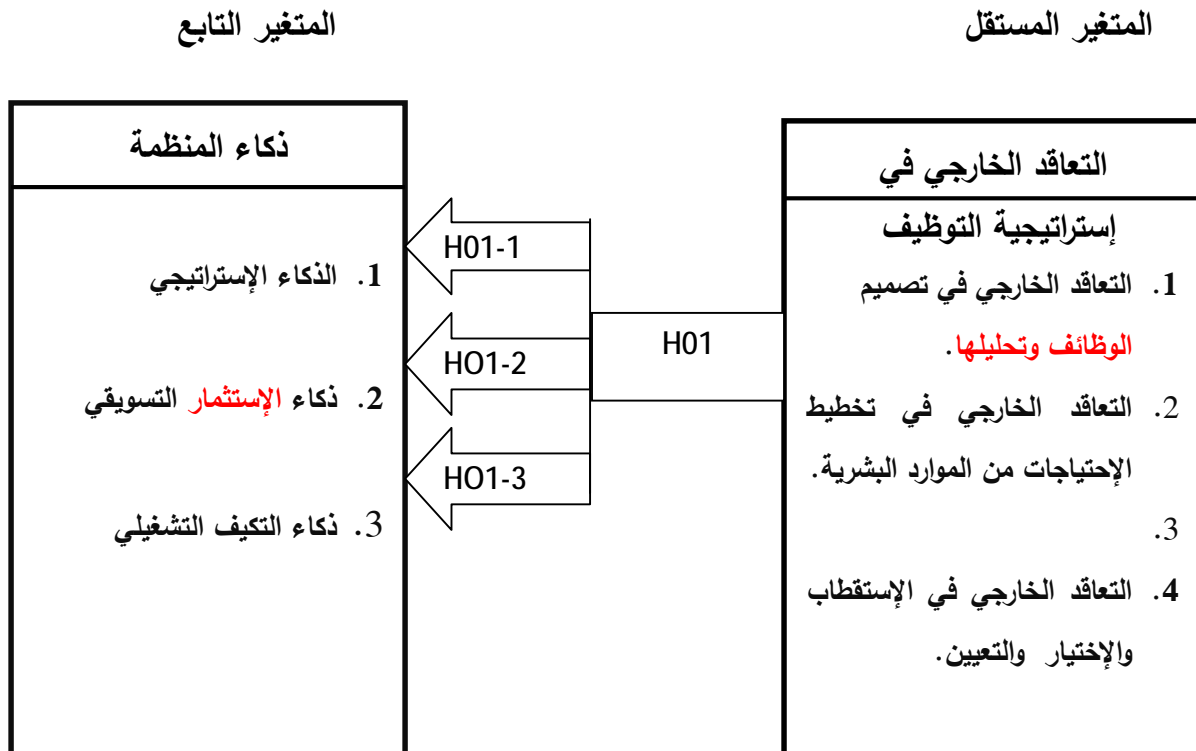 المتغير المستقل
المتغير التابع
التعاقد الخارجي في
إستراتيجية التوظيف
1. التعاقد الخارجي في تصميم
الوظائف وتحليلها.
2. التعاقد الخارجي في تخطيط
الإحتياجات من الموارد البشرية.
3.
4. التعاقد الخارجي في الإستقطاب
والإختيار والتعيين.
H01
H01-1
HO1-2
HO1-3
ذكاء المنظمة
1. الذكاء الإستراتيجي
2. ذكاء الإستثمار التسويقي
3. ذكاء التكيف التشغيلي